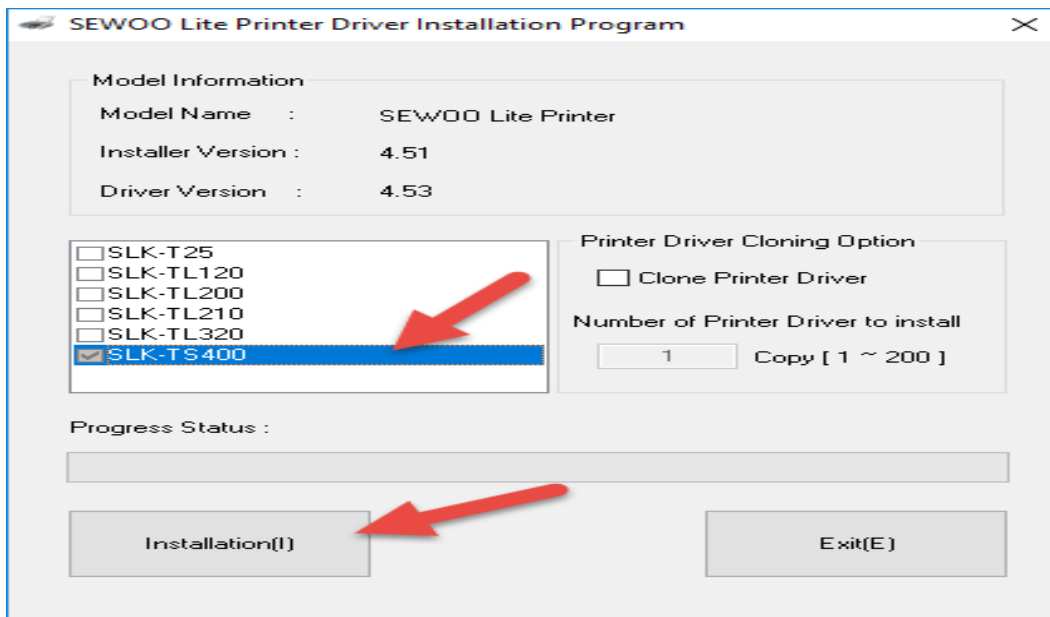 SEWOO Lite Printer Driver Installation Program
Model Information
Model Name : SEWOO Lite Printer
Installer Version : 4.51
Driver Version : 4.53
SLK-T25
SLK-TL120
SLK-TL200
SLK-TL210
SLK-TL320
SLK-TS400
Printer Driver Cloning Option
Clone Printer Driver
Number of Printer Driver to install
1 Copy [ 1 ~ 200 ]
Progress Status :
Installation(I)
Exit(E)